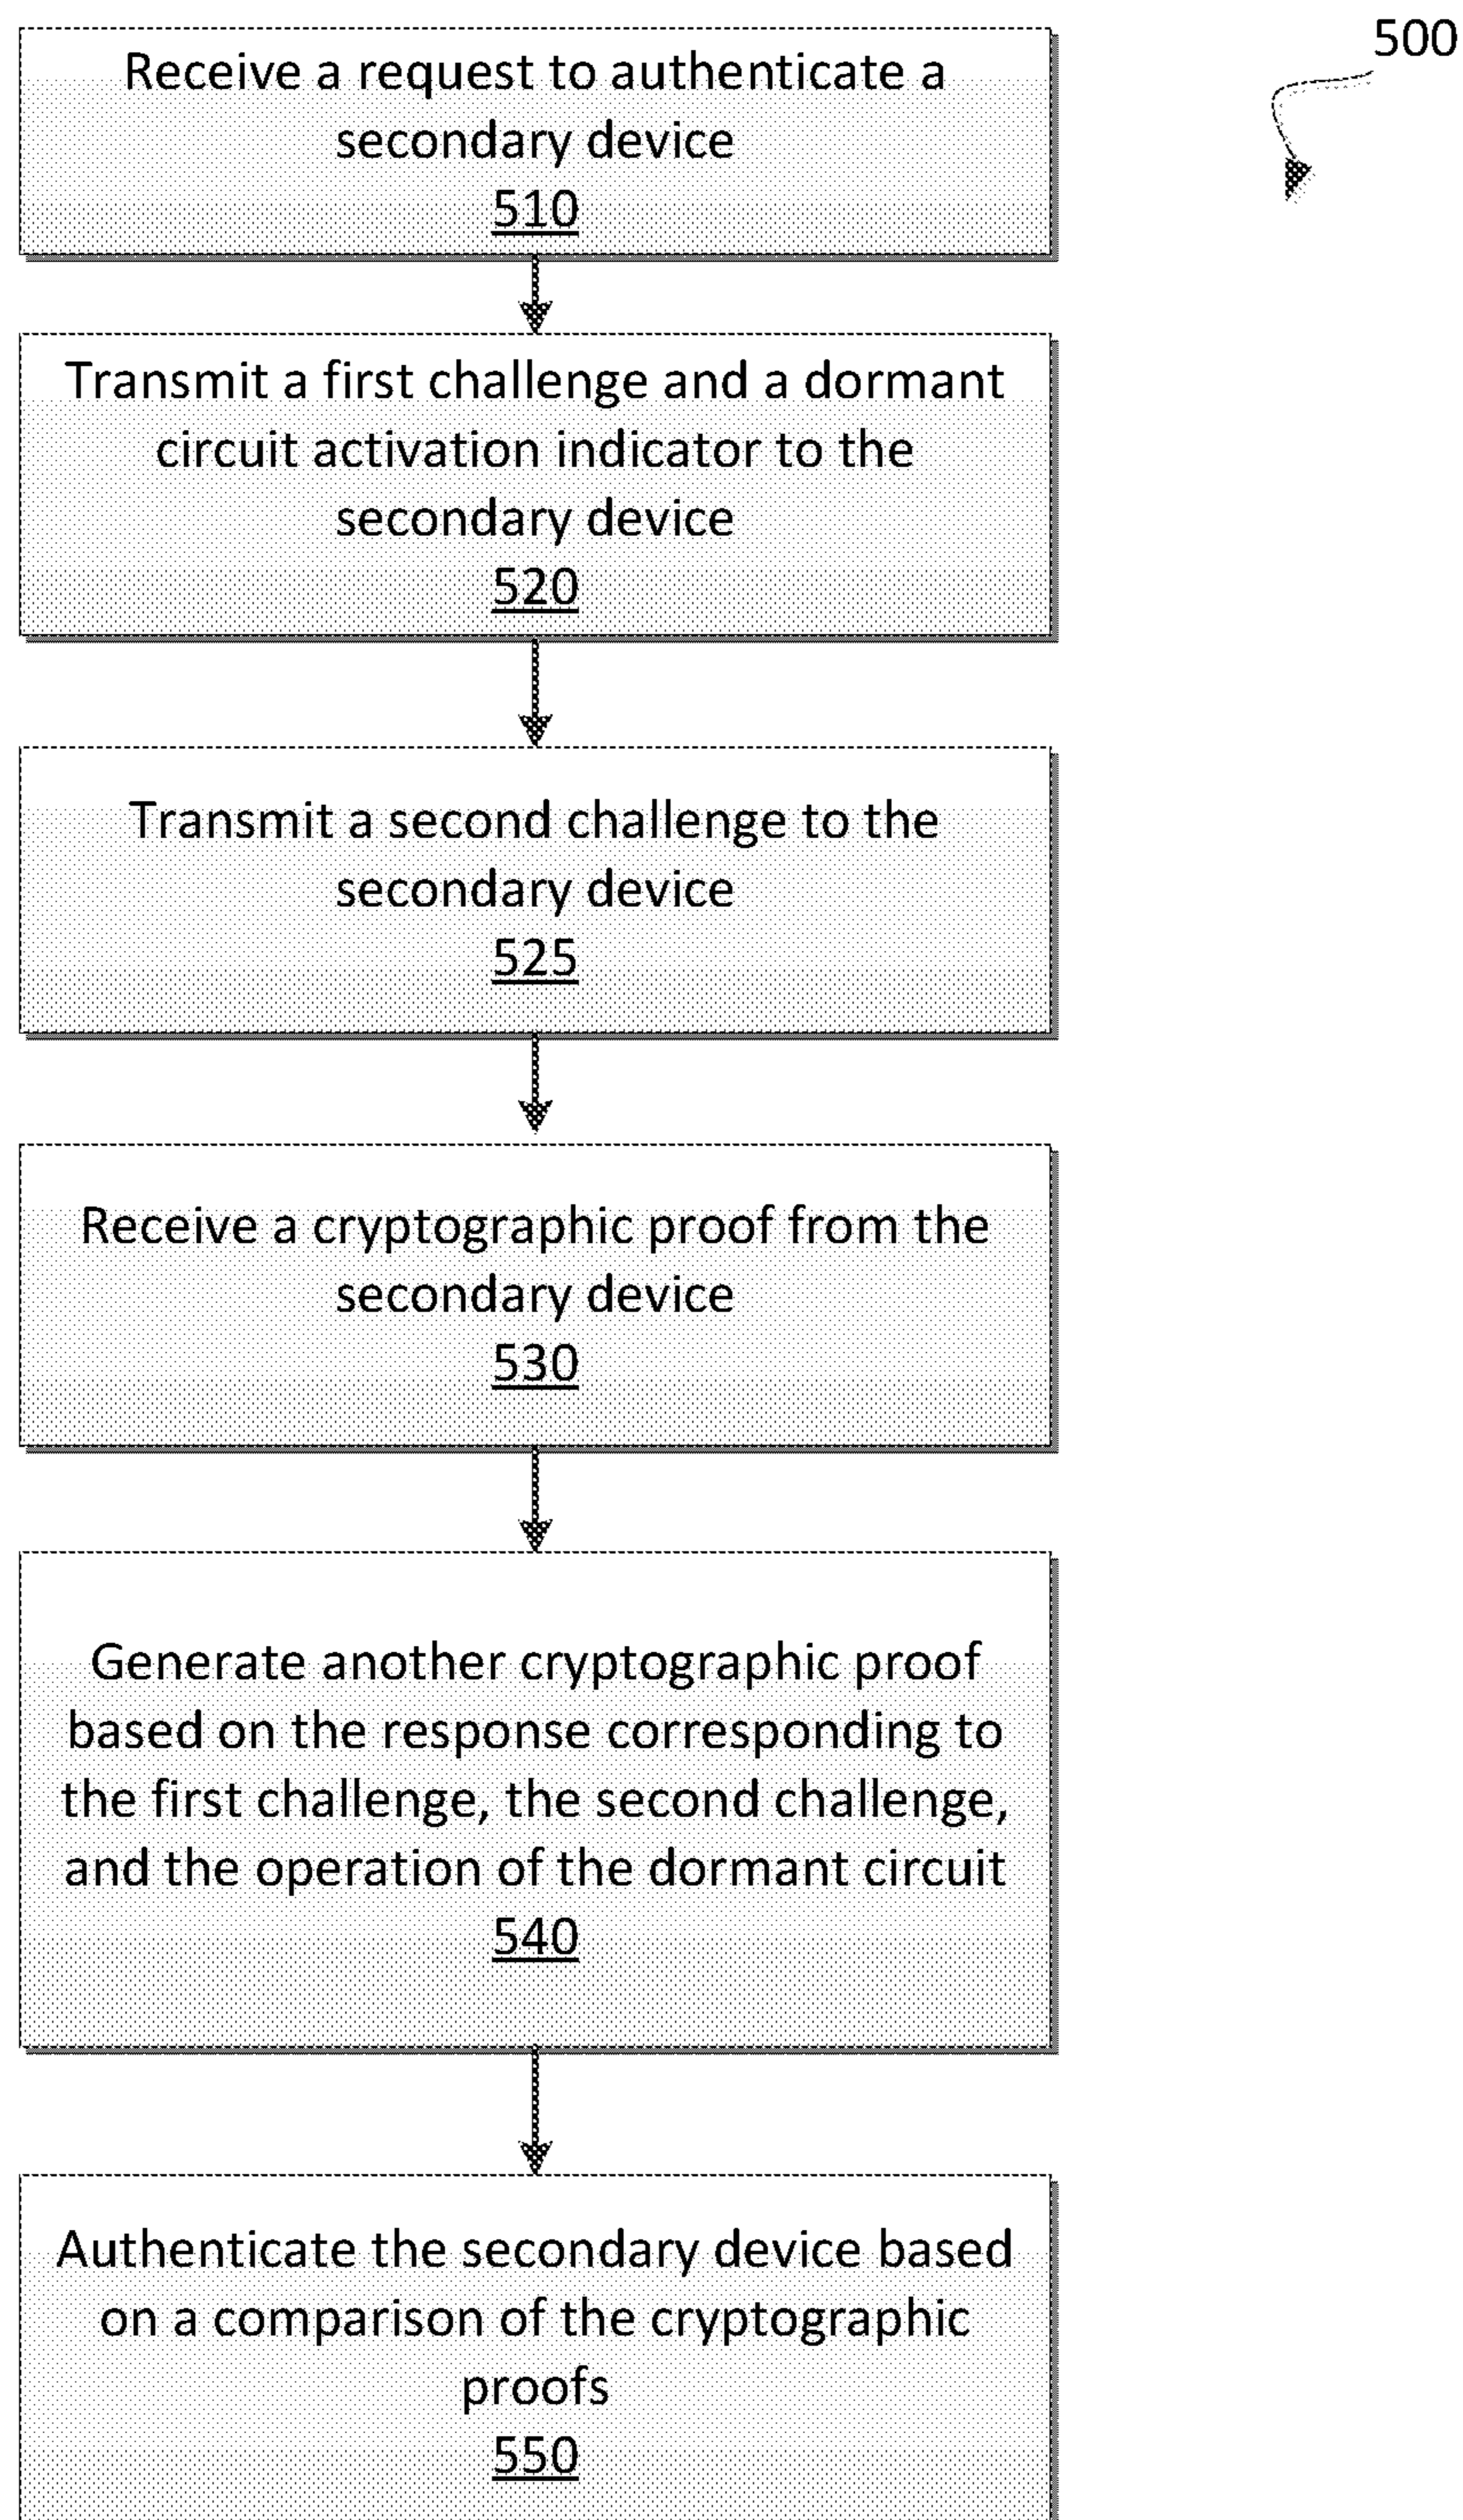 500
Receive a request to authenticate a
secondary device
510
Transmit a first challenge and a dormant
circuit activation indicator to the
secondary device
520
Transmit a second challenge to the
secondary device
525
Receive a cryptographic proof from the
secondary device
530
Generate another cryptographic proof
based on the response corresponding to
the first challenge, the second challenge,
and the operation of the dormant circuit
540
Authenticate the secondary device based
on a comparison of the cryptographic
proofs
550